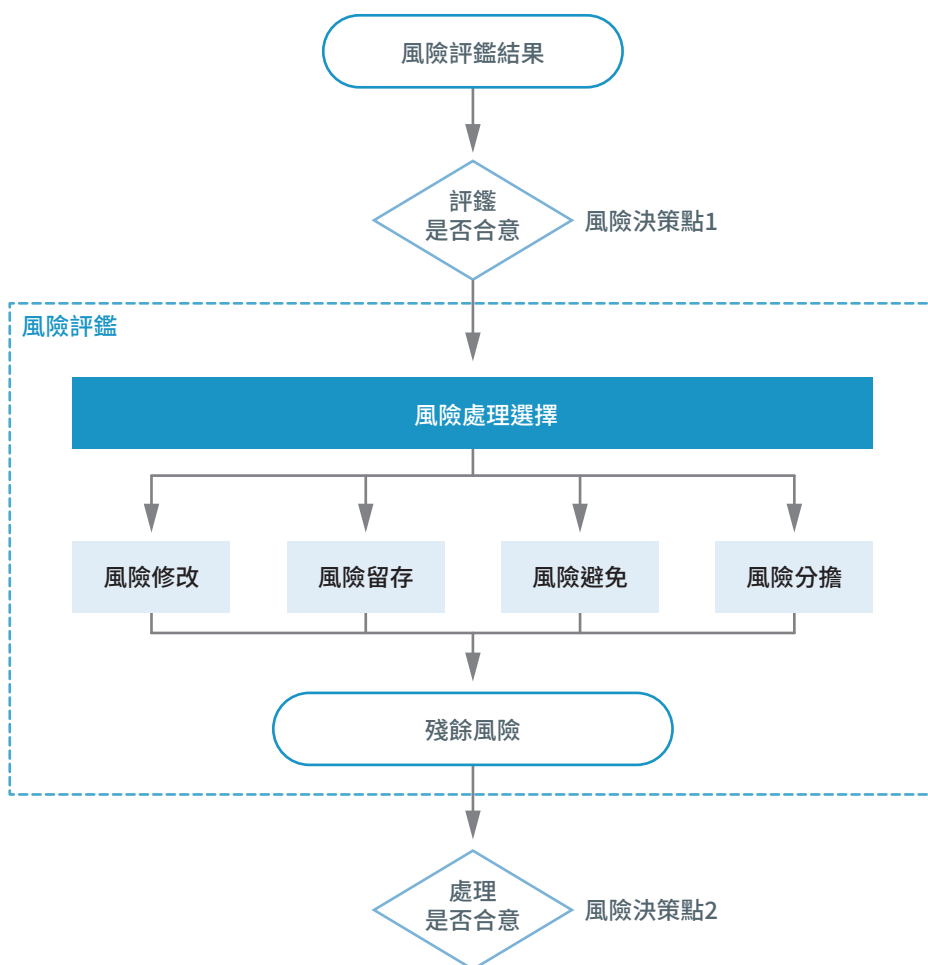 風險評鑑結果
評鑑
是否合意
風險決策點1
風險評鑑
風險處理選擇
風險修改
風險留存
風險避免
風險分擔
殘餘風險
處理
是否合意
風險決策點2